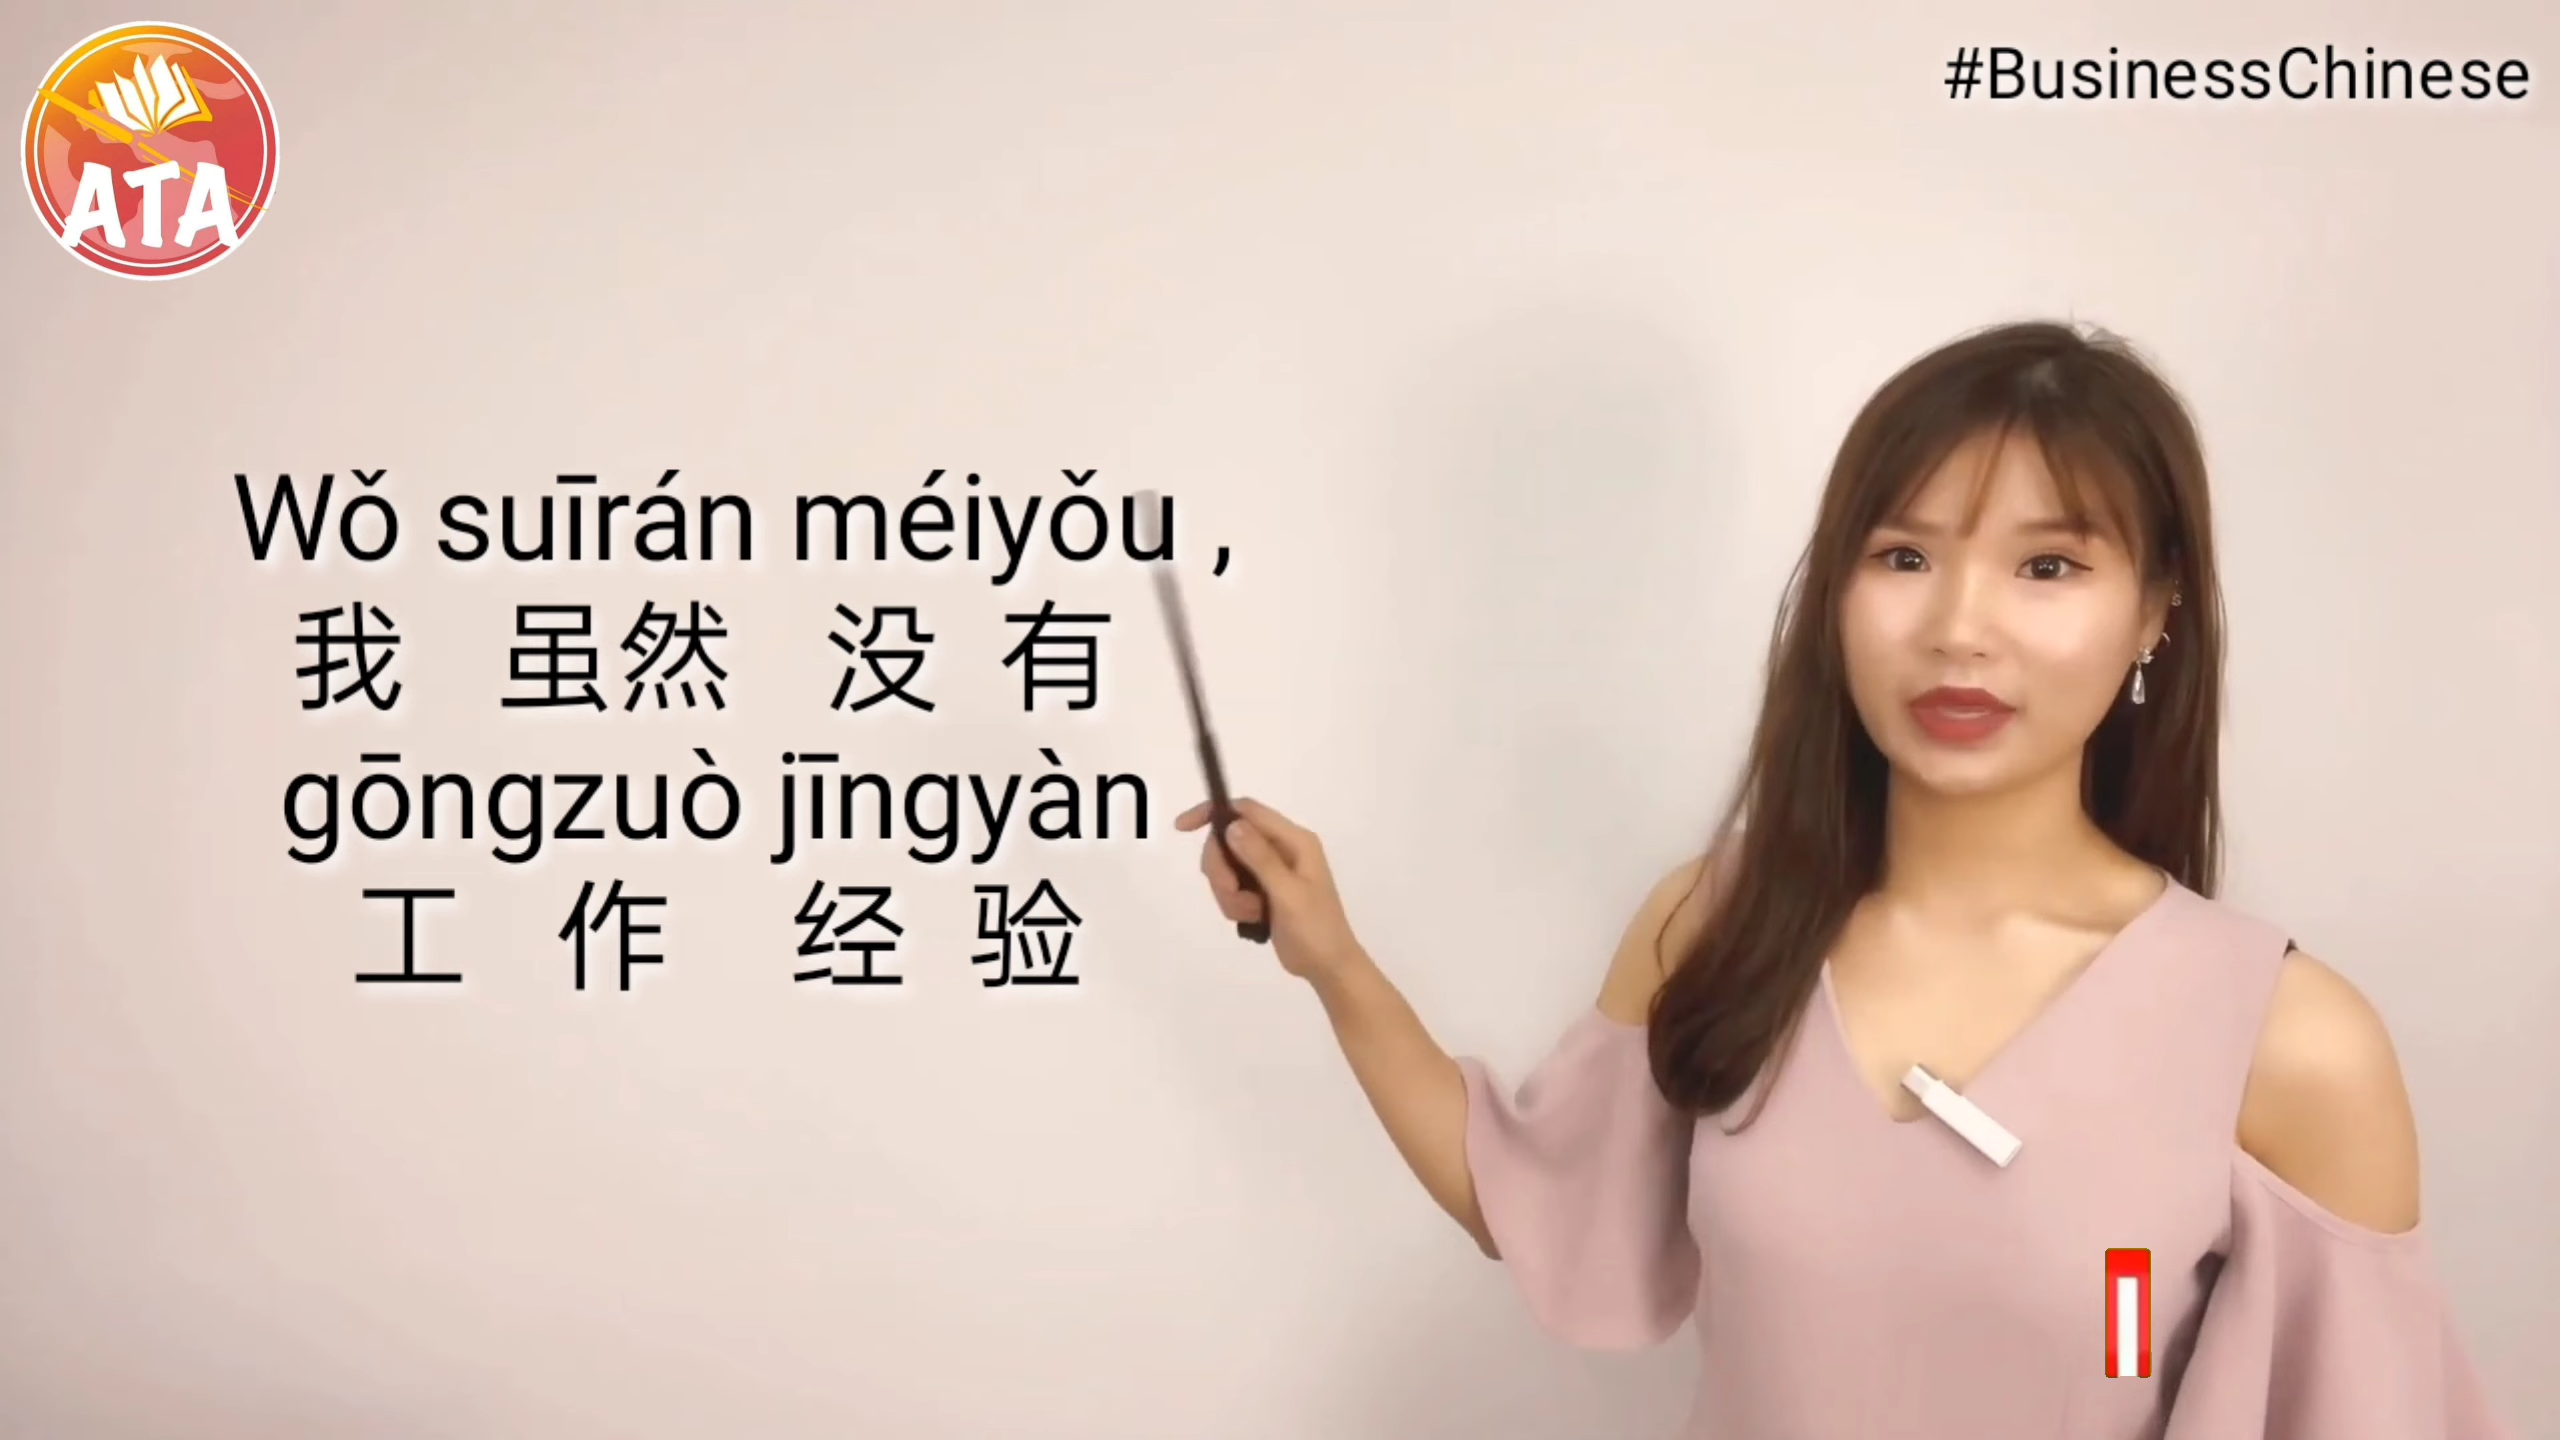 ATA
#BusinessChinese
Wǒ suīrán méiyǒu ,
我 虽然 没 有
gōngzuò jīngyàn
工 作 经 验